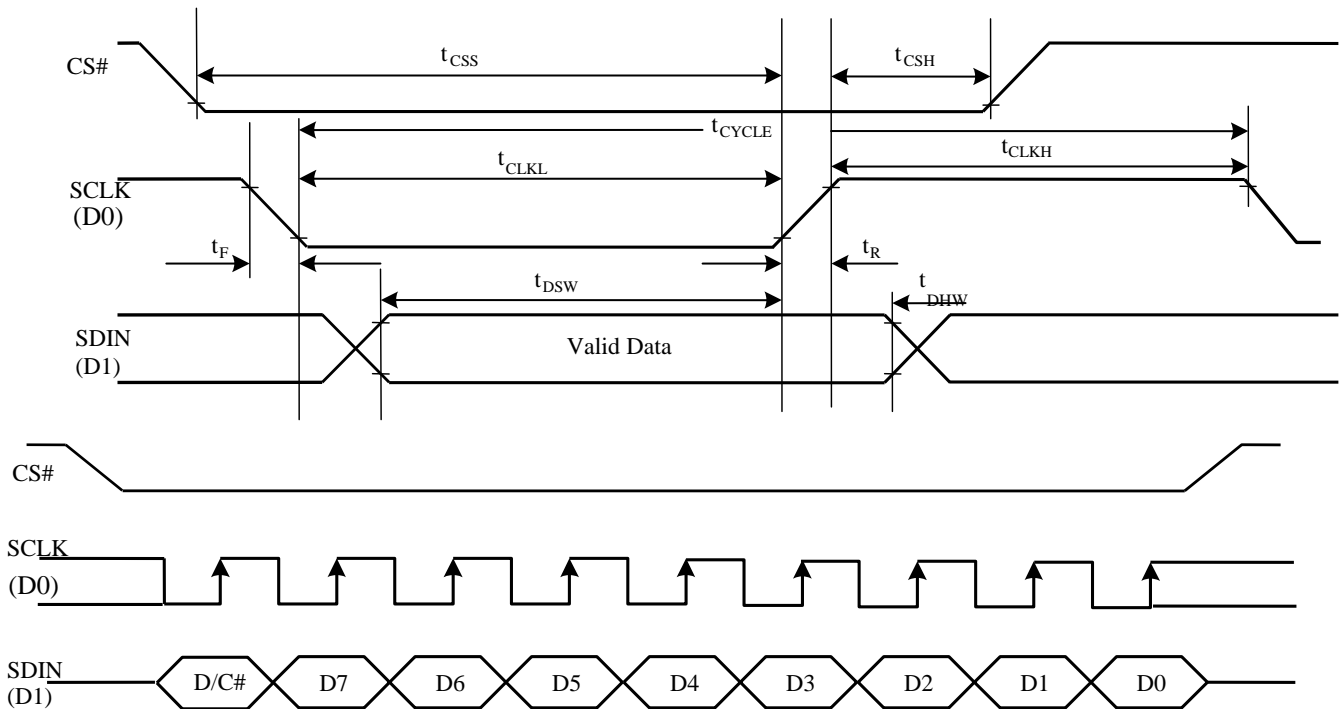 CS#
tCSS
tCSH
tCYCLE
tCLKL
tCLKH
SCLK
(D0)
tF
tR
tDSW
tDHW
SDIN
(D1)
Valid Data
CS#
SCLK
(D0)
SDIN
(D1)
D/C# D7 D6 D5 D4 D3 D2 D1 D0